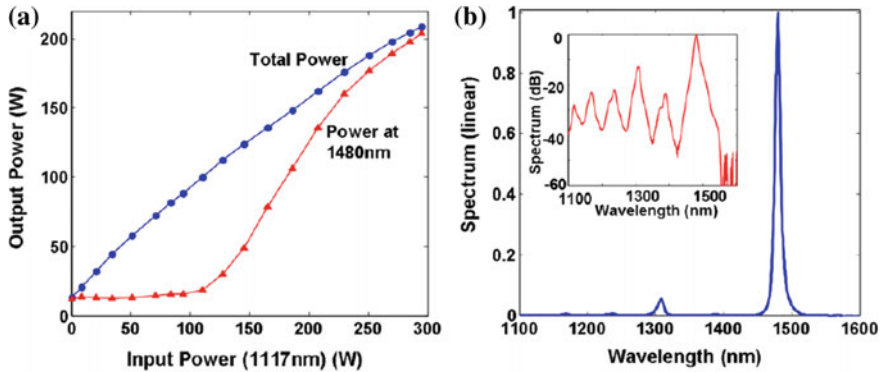 (a)
200
150
100
50
0
Output Power (W)
Total Power
Power at
1480nm
0 50 100 150 200 250 300
Input Power (1117nm) (W)
(b)
1
0.8
0.6
0.4
0.2
0
Spectrum (linear)
0
-20
-40
-60
Spectrum (dB)
1100 1300 1500
Wavelength (nm)
1100 1200 1300 1400 1500 1600
Wavelength (nm)